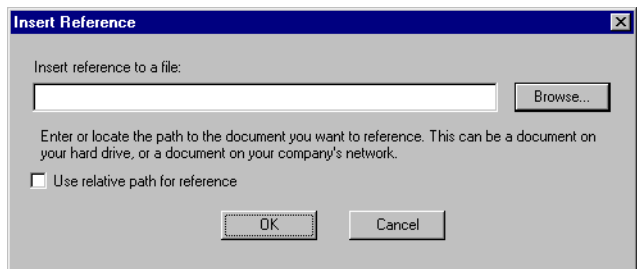 Insert Reference
Insert reference to a file:
Browse...
Enter or locate the path to the document you want to reference. This can be a document on
your hard drive, or a document on your company's network.
Use relative path for reference
OK Cancel